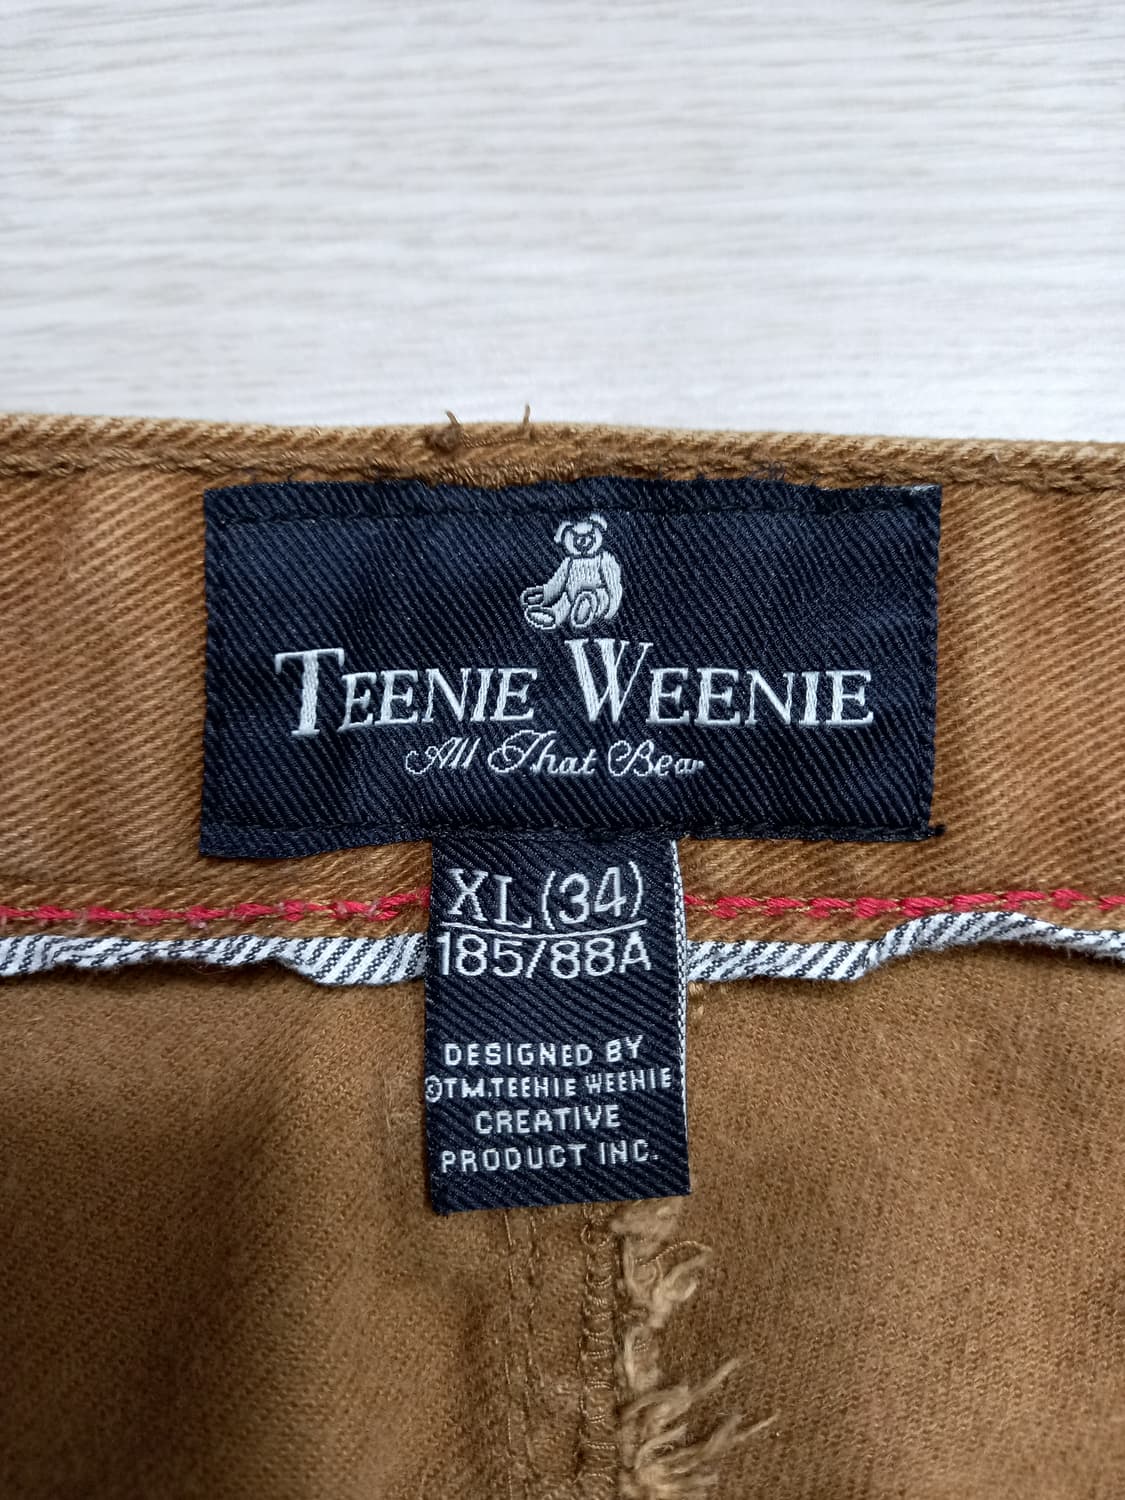 TEENIE WEENIE
All That Bear
XL(34)
185/88A
DESIGNED BY
©TM.TEENIE WEENIE
CREATIVE
PRODUCT INC.